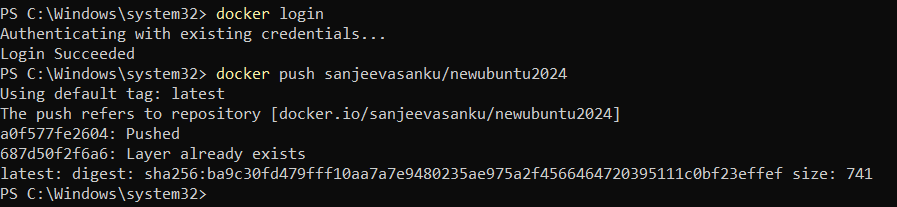 PS C:\Windows\system32> docker login
Authenticating with existing credentials...
Login Succeeded
PS C:\Windows\system32> docker push sanjeevasanku/newubuntu2024
Using default tag: latest
The push refers to repository [docker.io/sanjeevasanku/newubuntu2024]
a0f577fe2604: Pushed
687d50f2f6a6: Layer already exists
latest: digest: sha256:ba9c30fd479fff10aa7a7e9480235ae975a2f4566464720395111c0bf23effef size: 741
PS C:\Windows\system32>